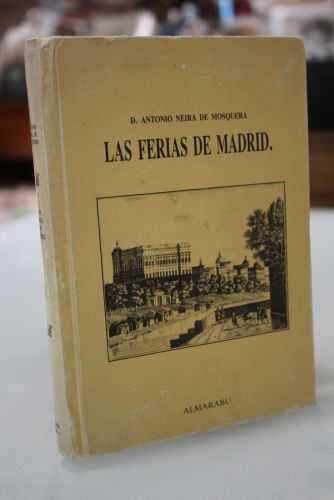 D. ANTONIO NEIRA DE MOSQUERA
LAS FERIAS DE MADRID.
ALMARABU